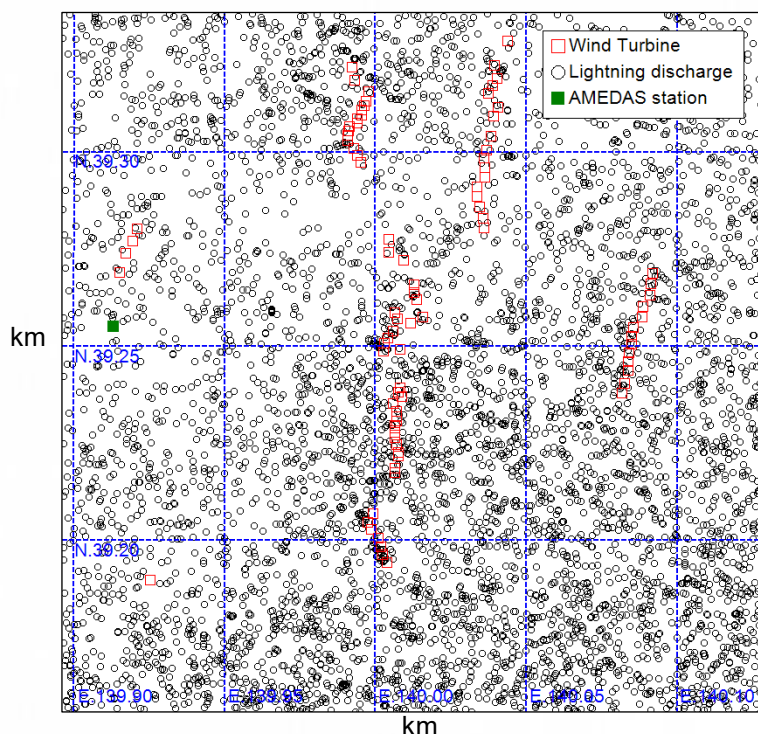 Wind Turbine
Lightning discharge
AMEDAS station
N.39.30
km
N.39.25
N.39.20
E.139.90
E.139.95
E.140.00
E.140.05
E.140.10
km